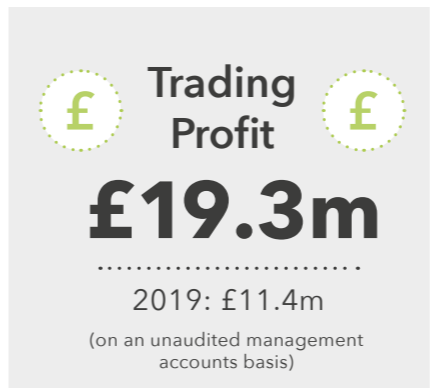 Trading
£ Profit £
£19.3m
2019: £11.4m
(on an unaudited management
accounts basis)